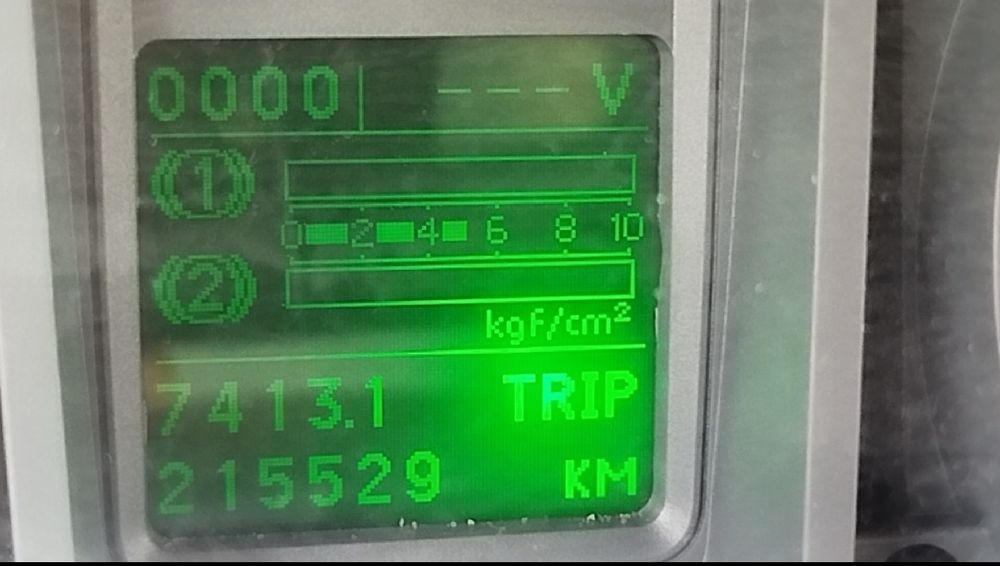 0000 --- V
(1)
0 2 4 6 8 10
(2)
kgf/cm²
7413.1 TRIP
215529 KM